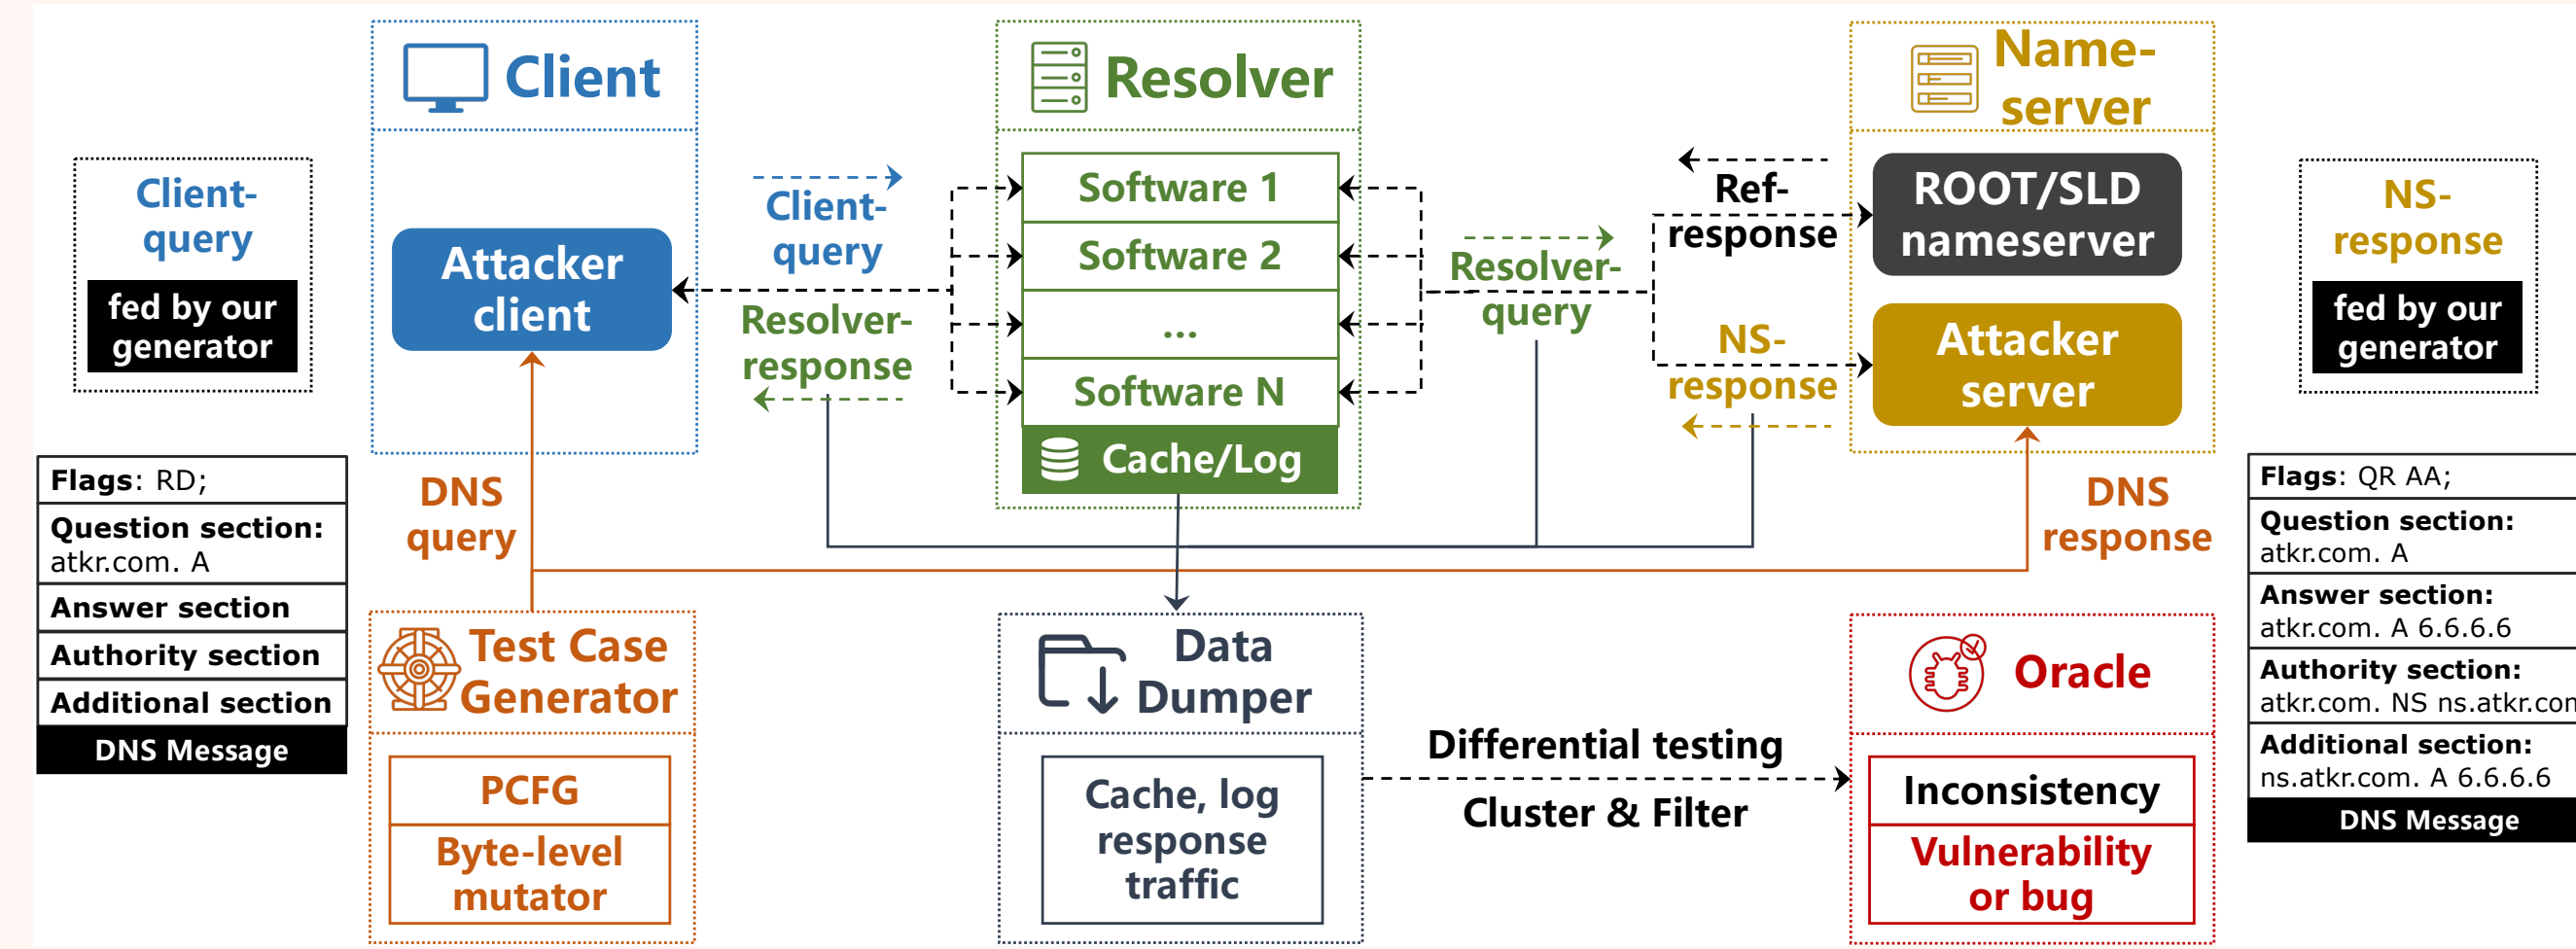 Client
Resolver
Name-
server
Client-
query
fed by our
generator
Attacker
client
Client-
query
Resolver-
response
Software 1
Software 2
...
Software N
Cache/Log
Resolver-
query
Ref-
response
NS-
response
ROOT/SLD
nameserver
Attacker
server
NS-
response
fed by our
generator
Flags: RD;
Question section:
atkr.com. A
Answer section
Authority section
Additional section
DNS Message
DNS
query
DNS
response
Flags: QR AA;
Question section:
atkr.com. A
Answer section:
atkr.com. A 6.6.6.6
Authority section:
atkr.com. NS
Additional section:
ns.atkr.com. A 6.6.6.6
DNS Message
Test Case
Generator
PCFG
Byte-level
mutator
Data
Dumper
Cache, log
response
traffic
Differential testing
Cluster & Filter
Oracle
Inconsistency
Vulnerability
or bug